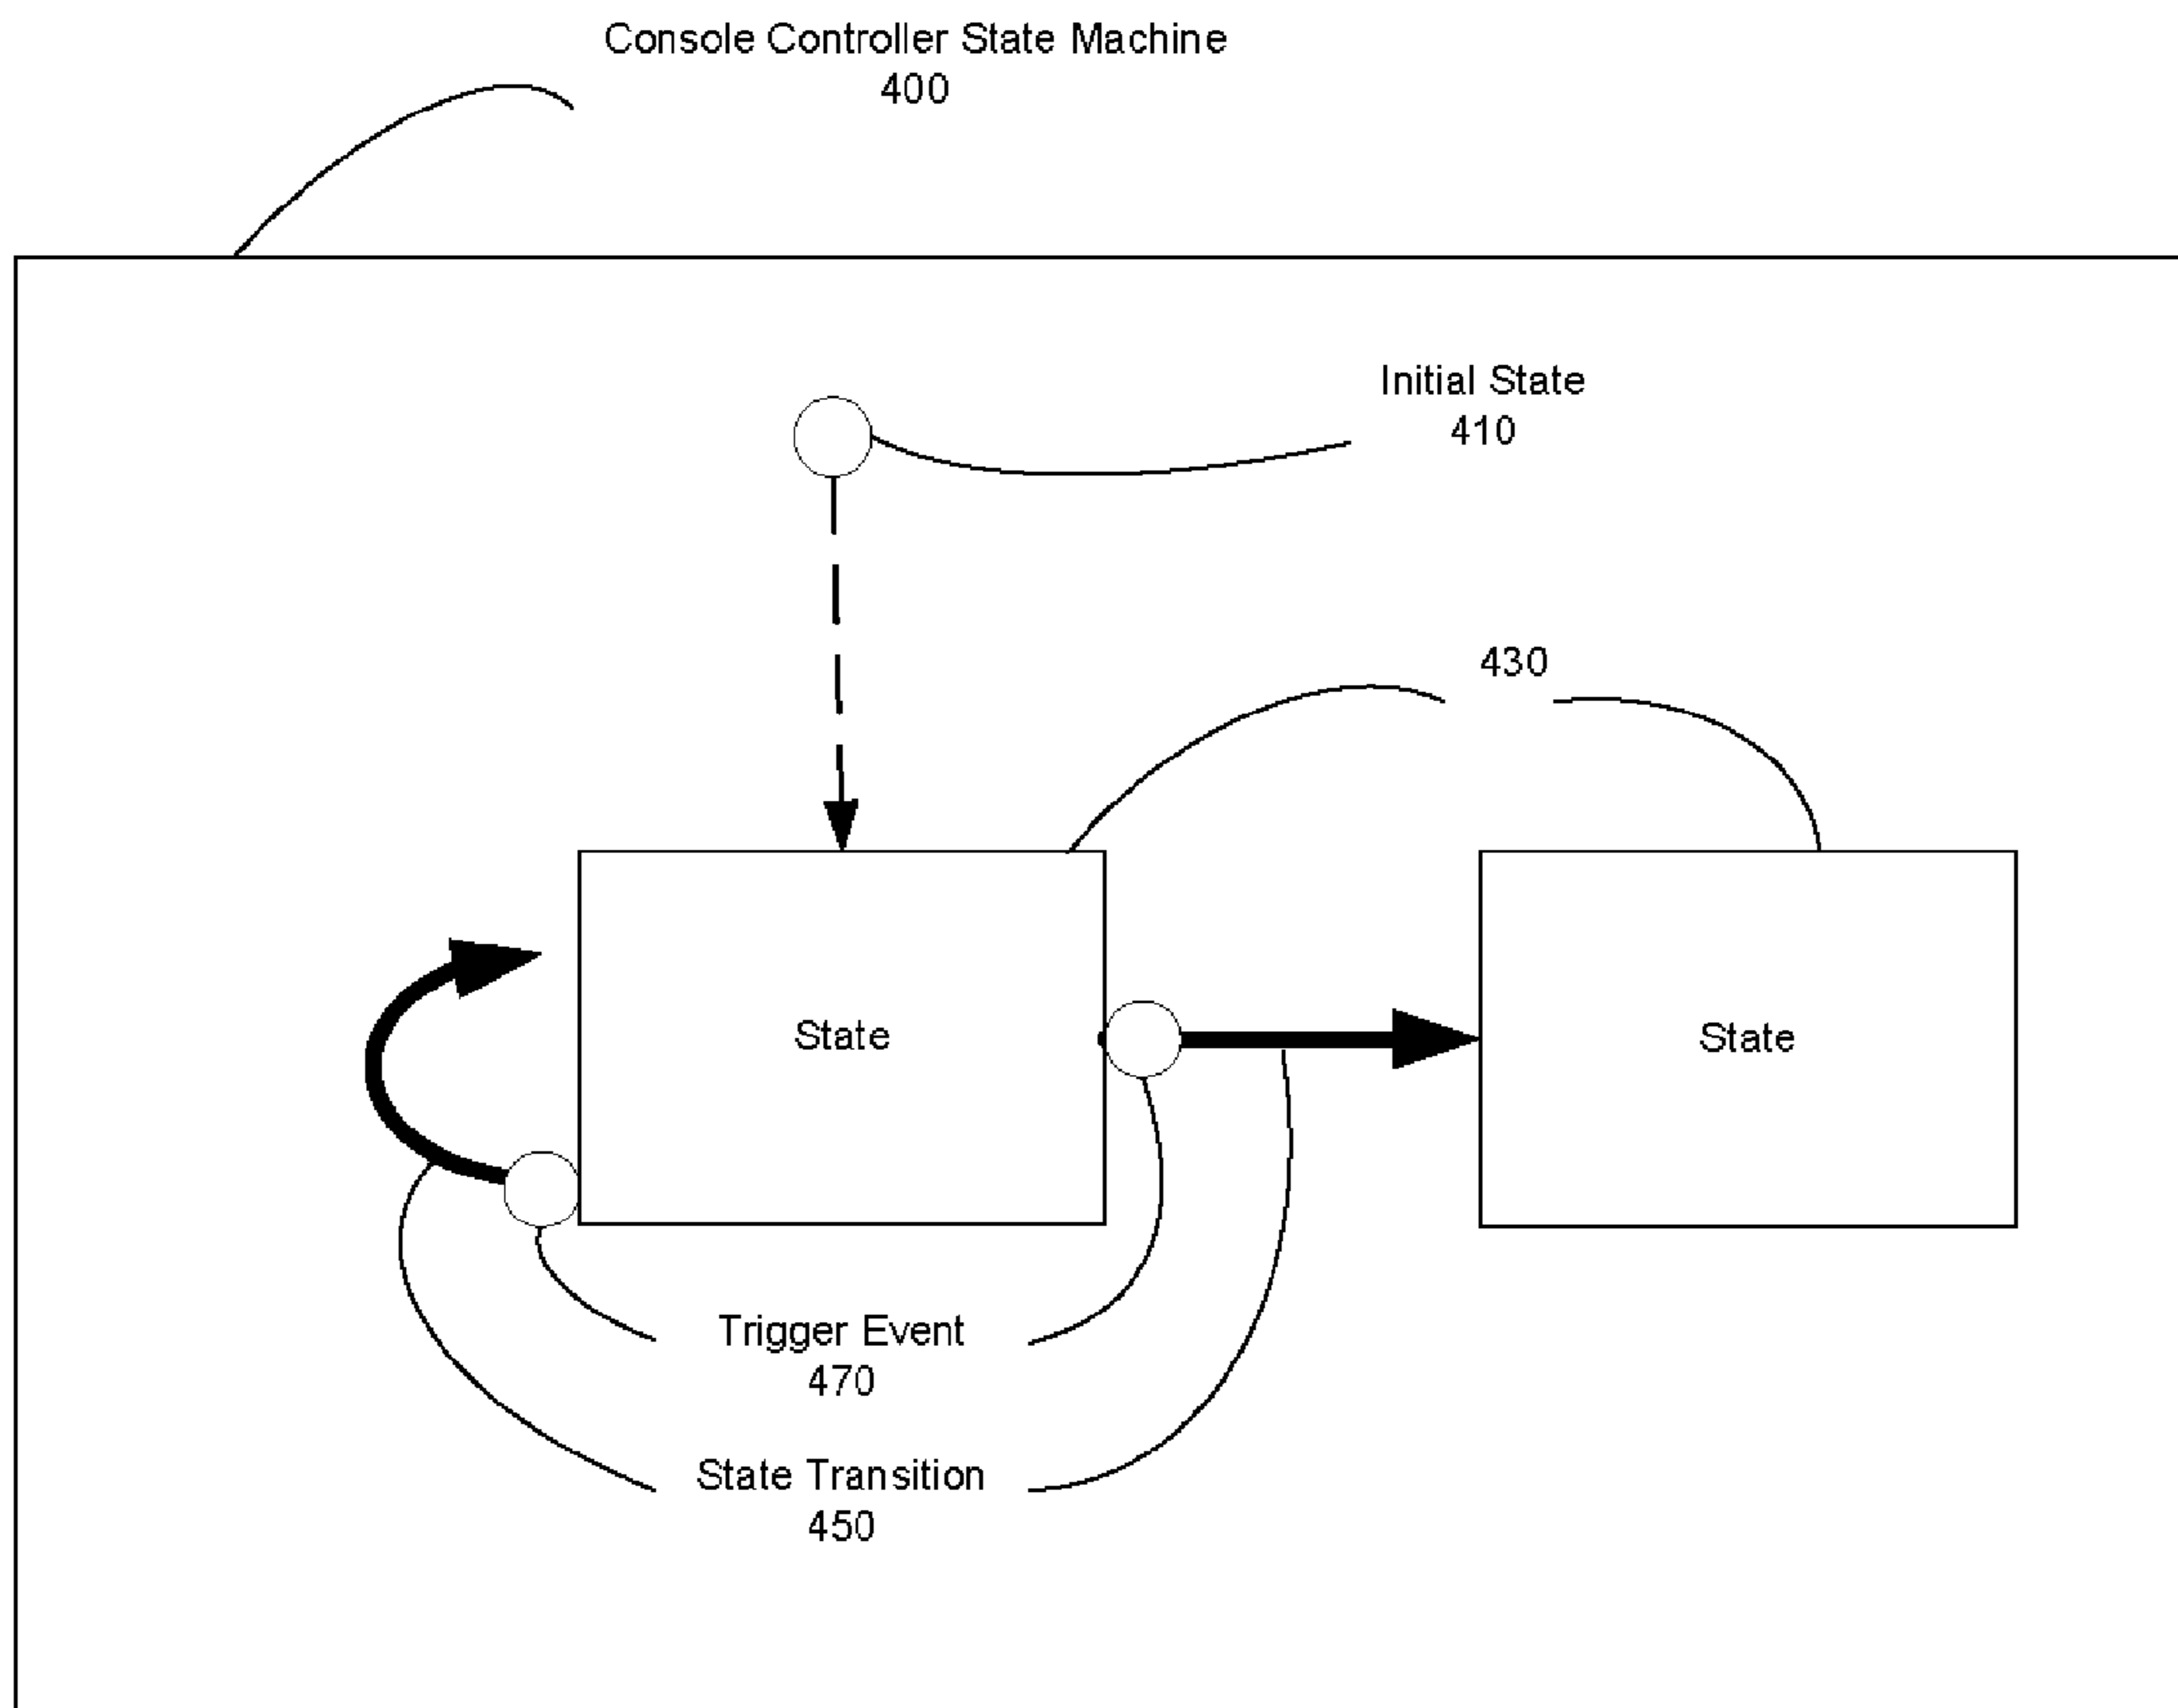 Console Controller State Machine
400
Initial State
410
430
State
State
Trigger Event
470
State Transition
450